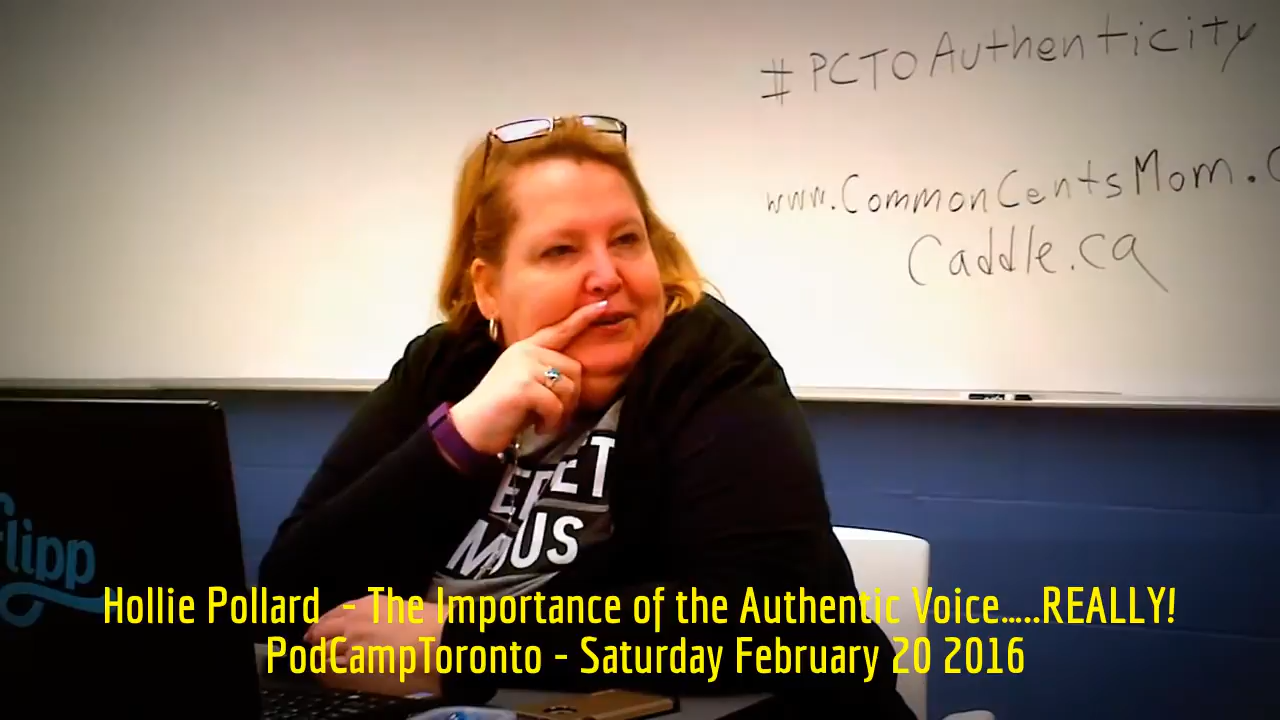 #PCTOAuthenticity
www.CommonCentsMom.C
Caddle.ca
flipp
US
Hollie Pollard - The Importance of the Authentic Voice.....REALLY!
PodCampToronto - Saturday February 20 2016